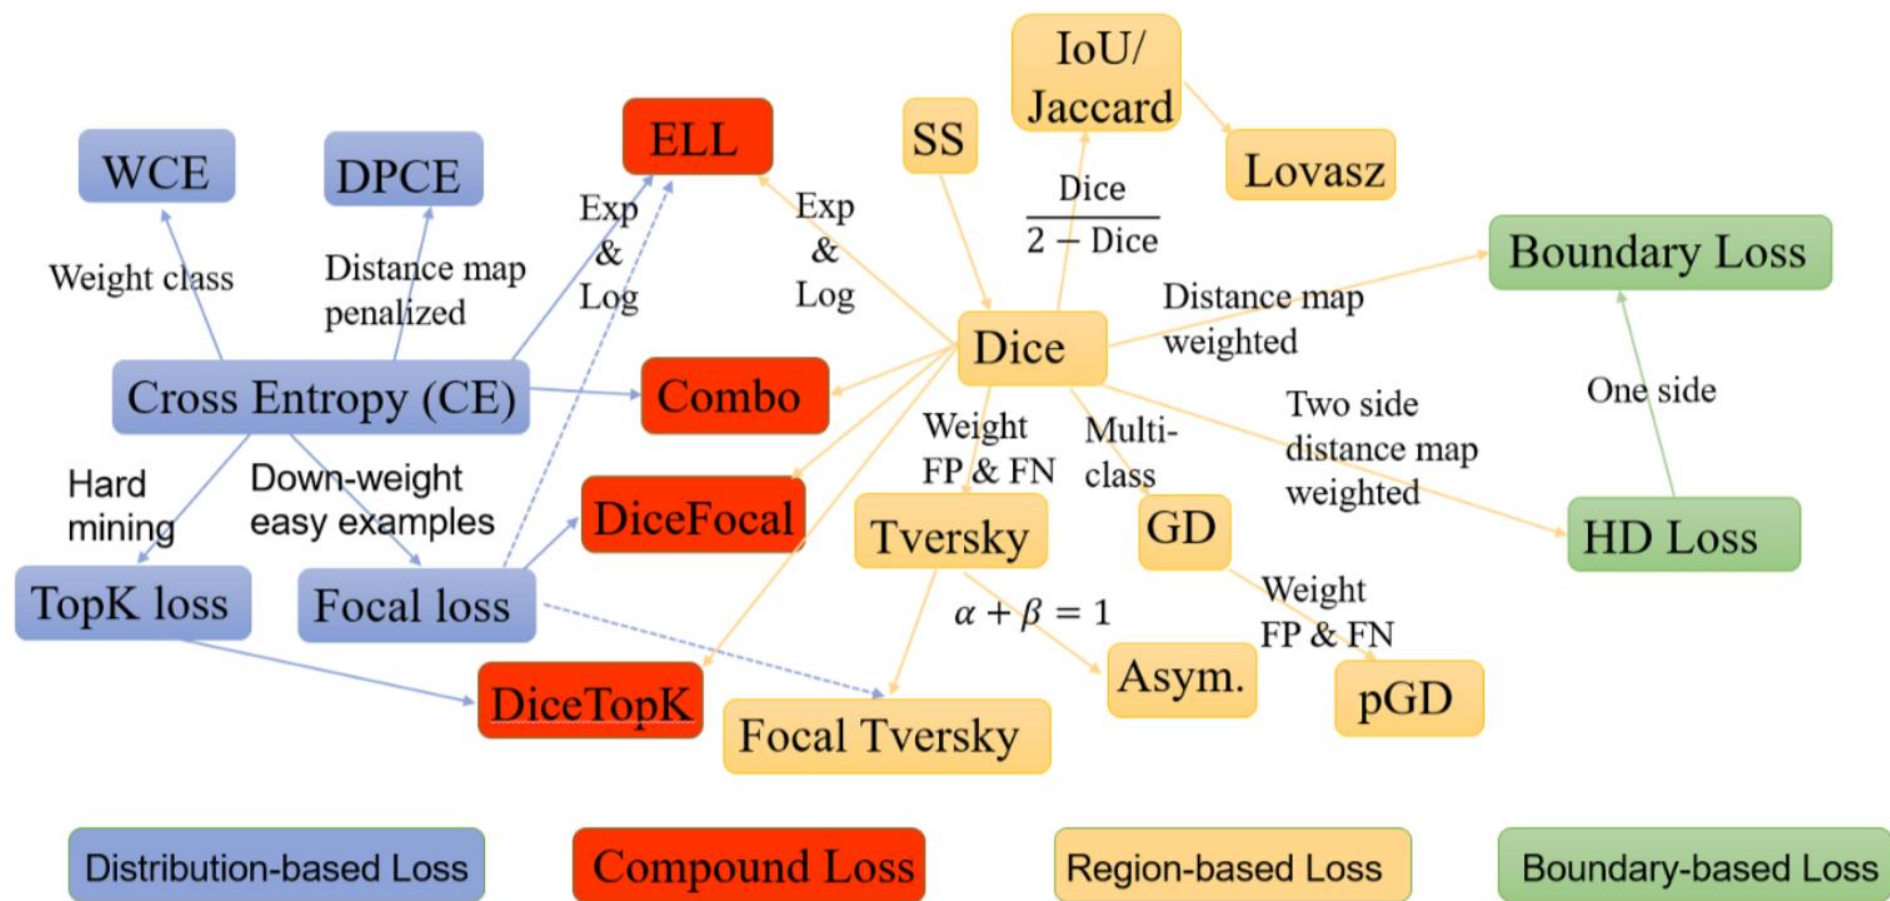 IoU/
Jaccard
ELL
SS
WCE
DPCE
Lovasz
Exp
&
Log
Exp
&
Log
Dice
2 − Dice
Boundary Loss
Weight class
Distance map
penalized
Distance map
weighted
Dice
Cross Entropy (CE)
Combo
One side
Two side
distance map
weighted
Weight
FP & FN
Multi-
class
Hard
mining
Down-weight
easy examples
DiceFocal
Tversky
GD
HD Loss
TopK loss
Focal loss
α + β = 1
Weight
FP & FN
DiceTopK
Asym.
pGD
Focal Tversky
Distribution-based Loss
Compound Loss
Region-based Loss
Boundary-based Loss